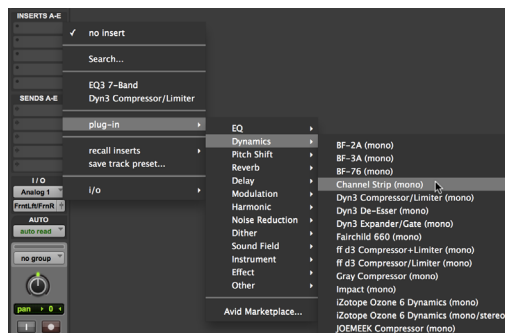 INSERTS A-E
✓ no insert
Search...
EQ3 7-Band
Dyn3 Compressor/Limiter
plug-in
recall inserts
save track preset...
i/o
SENDS A-E
I / O
Analog 1
FrntLft/FrnR
AUTO
auto read
no group
pan
0
I
EQ
Dynamics
Pitch Shift
Reverb
Delay
Modulation
Harmonic
Noise Reduction
Dither
Sound Field
Instrument
Effect
Other
Avid Marketplace...
BF-2A (mono)
BF-3A (mono)
BF-76 (mono)
Channel Strip (mono)
Dyn3 Compressor/Limiter (mono)
Dyn3 De-Esser (mono)
Dyn3 Expander/Gate (mono)
Fairchild 660 (mono)
ff d3 Compressor+Limiter (mono)
ff d3 Compressor/Limiter (mono)
Gray Compressor (mono)
Impact (mono)
iZotope Ozone 6 Dynamics (mono)
iZotope Ozone 6 Dynamics (mono/stereo
JOEMEEK Compressor (mono)